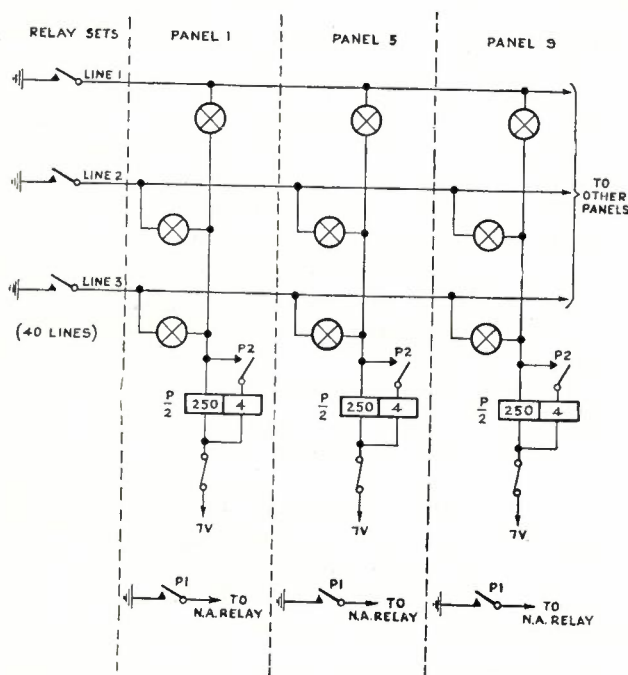 RELAY SETS
PANEL 1
PANEL 5
PANEL 9
LINE 1
LINE 2
TO
OTHER
PANELS
LINE 3
(40 LINES)
P2
P2
P2
P
2
250
4
P
2
250
4
P
2
250
4
7V
7V
7V
P1
TO
N.A. RELAY
P1
TO
N.A. RELAY
P1
TO
N.A. RELAY